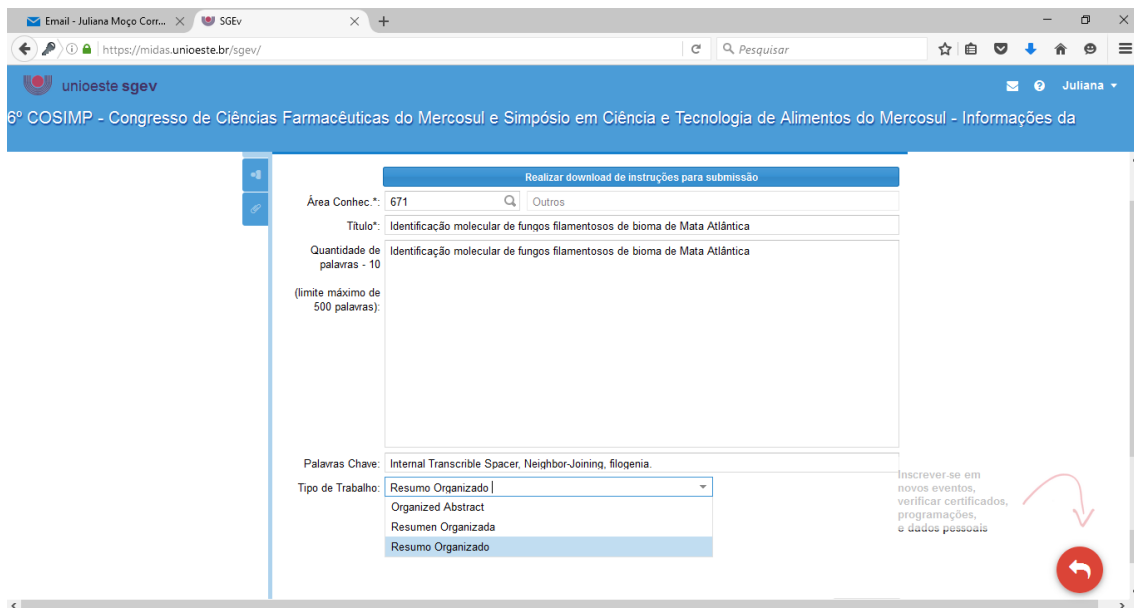 Email - Juliana Moço Corr...
SGEv
https://midas.unioeste.br/sgev/
Pesquisar
unioeste sgev
Juliana
6º COSIMP - Congresso de Ciências Farmacêuticas do Mercosul e Simpósio em Ciência e Tecnologia de Alimentos do Mercosul - Informações da
Realizar download de instruções para submissão
Área Conhec.*: 671 Outros
Título*: Identificação molecular de fungos filamentosos de bioma de Mata Atlântica
Quantidade de palavras - 10
(limite máximo de 500 palavras):
Identificação molecular de fungos filamentosos de bioma de Mata Atlântica
Palavras Chave: Internal Transcrible Spacer, Neighbor-Joining, filogenia.
Tipo de Trabalho: Resumo Organizado
Organized Abstract
Resumen Organizada
Resumo Organizado
Inscrever-se em
novos eventos,
verificar certificados,
programações,
e dados pessoais